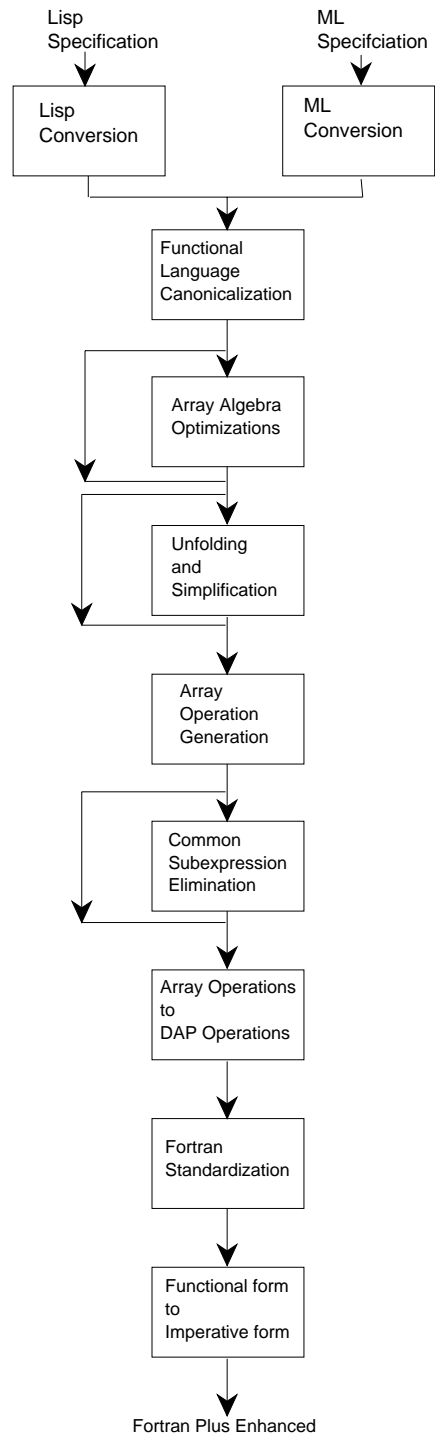 Lisp
Specification
ML
Specifciation
Lisp
Conversion
ML
Conversion
Functional
Language
Canonicalization
Array Algebra
Optimizations
Unfolding
and
Simplification
Array
Operation
Generation
Common
Subexpression
Elimination
Array Operations
to
DAP Operations
Fortran
Standardization
Functional form
to
Imperative form
Fortran Plus Enhanced